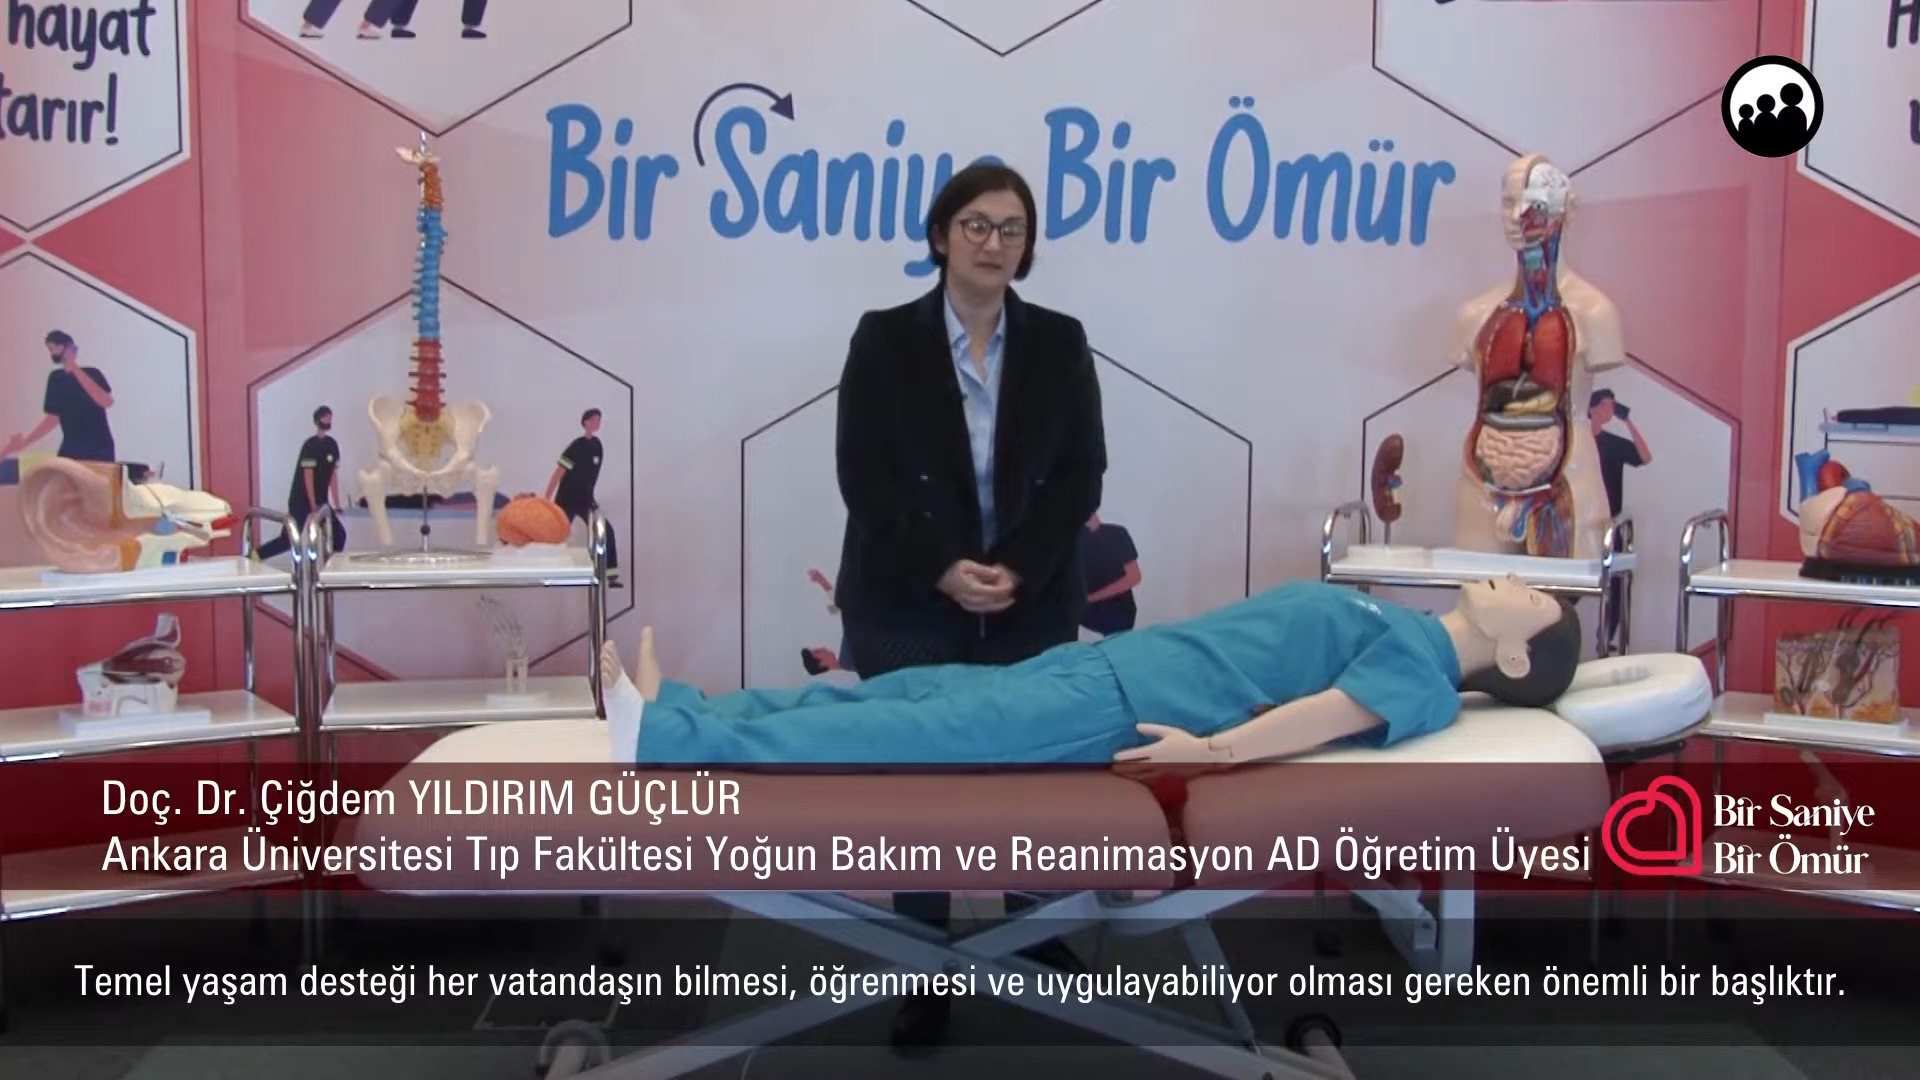 hayat
tarır!
Bir Saniye Bir Ömür
Doç. Dr. Çiğdem YILDIRIM GÜÇLÜR
Ankara Üniversitesi Tıp Fakültesi Yoğun Bakım ve Reanimasyon AD Öğretim Üyesi
Bir Saniye
Bir Ömür
Temel yaşam desteği her vatandaşın bilmesi, öğrenmesi ve uygulayabiliyor olması gereken önemli bir başlıktır.